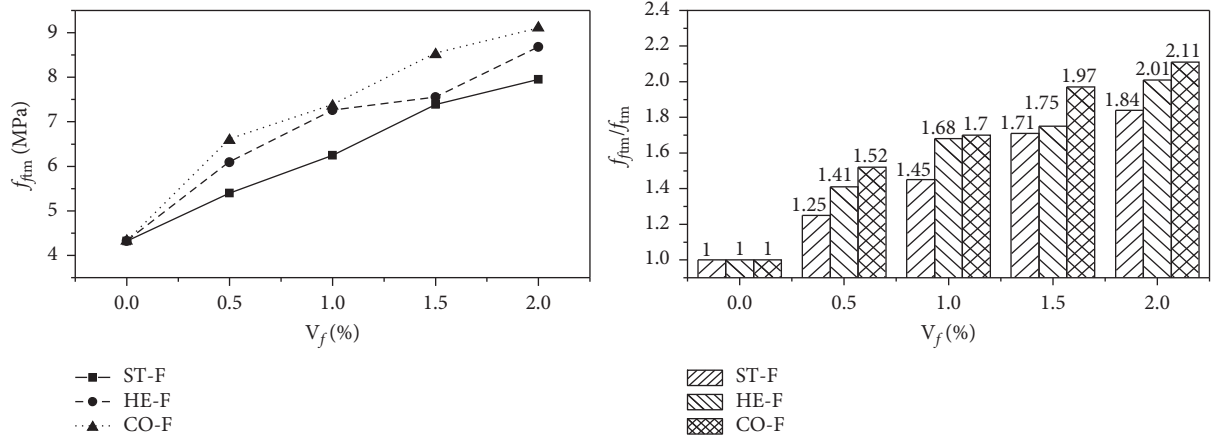 9
8
7
6
5
4
f_ftm (MPa)
0.0 0.5 1.0 1.5 2.0
V_f (%)
ST-F
HE-F
CO-F
2.4
2.2
2.0
1.8
1.6
1.4
1.2
1.0
f_ftm/f_tm
1 1 1
1.25 1.41 1.52
1.45 1.68 1.7
1.71 1.75 1.97
1.84 2.01 2.11
0.0 0.5 1.0 1.5 2.0
V_f (%)
ST-F
HE-F
CO-F